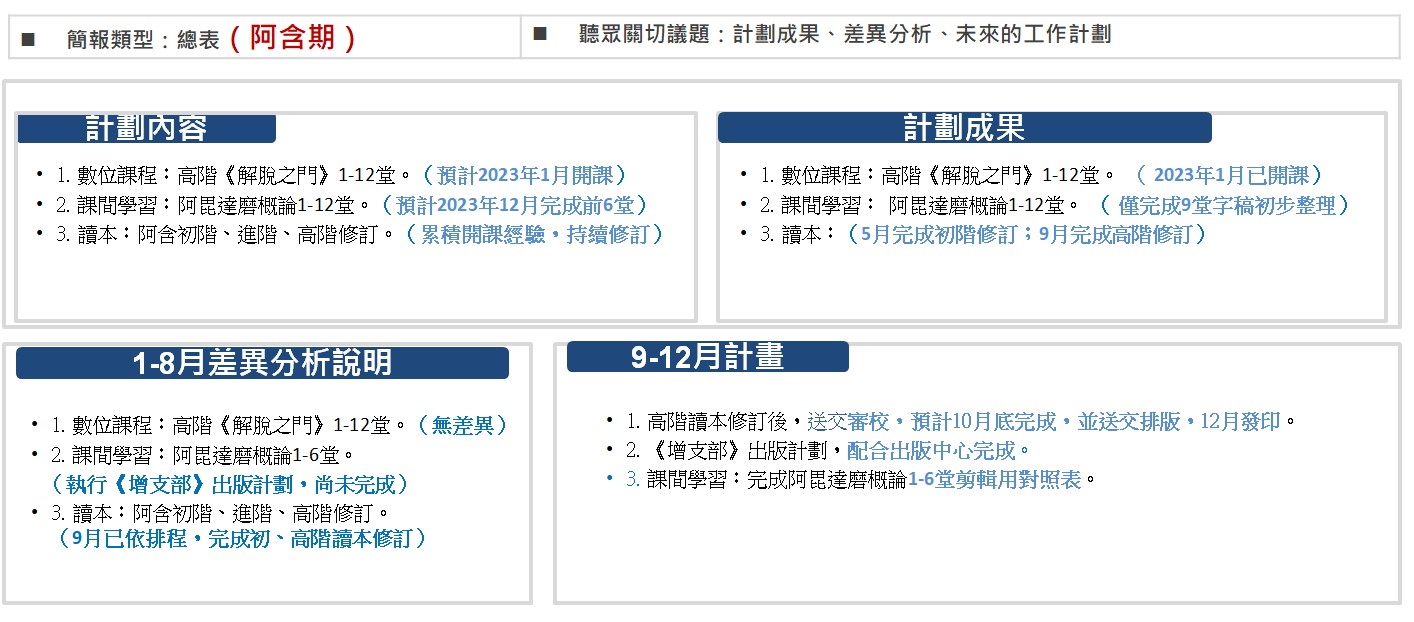 ■ 簡報類型：總表（阿含期）
■ 聽眾關切議題：計劃成果、差異分析、未來的工作計劃
計劃內容
• 1. 數位課程：高階《解脫之門》1-12堂。（預計2023年1月開課）
• 2. 課間學習：阿毘達磨概論1-12堂。（預計2023年12月完成前6堂）
• 3. 讀本：阿含初階、進階、高階修訂。（累積開課經驗，持續修訂）
計劃成果
• 1. 數位課程：高階《解脫之門》1-12堂。（ 2023年1月已開課）
• 2. 課間學習： 阿毘達磨概論1-12堂。（ 僅完成9堂字稿初步整理）
• 3. 讀本：（5月完成初階修訂；9月完成高階修訂）
1-8月差異分析說明
• 1. 數位課程：高階《解脫之門》1-12堂。（無差異）
• 2. 課間學習：阿毘達磨概論1-6堂。
（執行《增支部》出版計劃，尚未完成）
• 3. 讀本：阿含初階、進階、高階修訂。
（9月已依排程，完成初、高階讀本修訂）
9-12月計畫
• 1. 高階讀本修訂後，送交審校，預計10月底完成，並送交排版，12月發印。
• 2. 《增支部》出版計劃，配合出版中心完成。
• 3. 課間學習：完成阿毘達磨概論1-6堂剪輯用對照表。